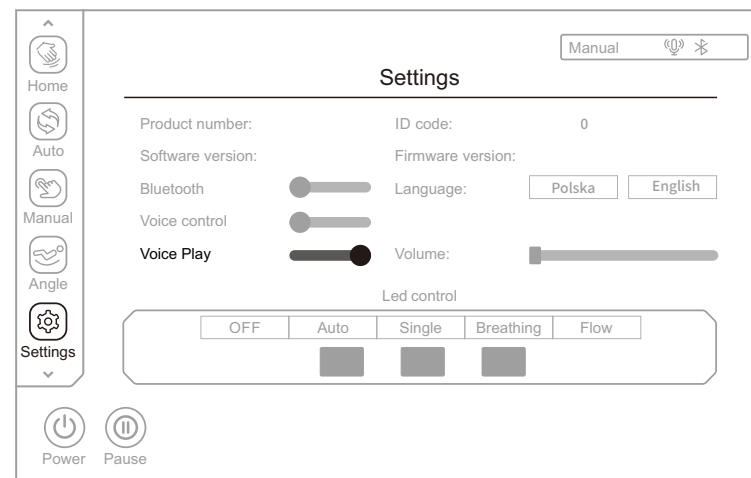 Manual
Settings
Home
Product number: ID code: 0
Auto
Software version: Firmware version:
Bluetooth Language: Polska English
Manual
Voice control
Voice Play Volume:
Angle
Led control
OFF Auto Single Breathing Flow
Settings
Power Pause